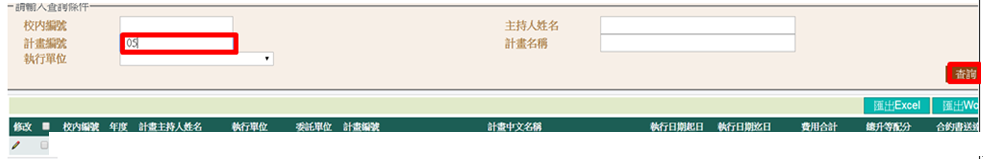 請輸入查詢條件
校內編號 主持人姓名
計畫編號 05 計畫名稱
執行單位
查詢
匯出Excel 匯出Wo
修改 校內編號 年度 計畫主持人姓名 執行單位 委託單位 計畫編號 計畫中文名稱 執行日期起日 執行日期迄日 費用合計 續升等配分 合約書送達